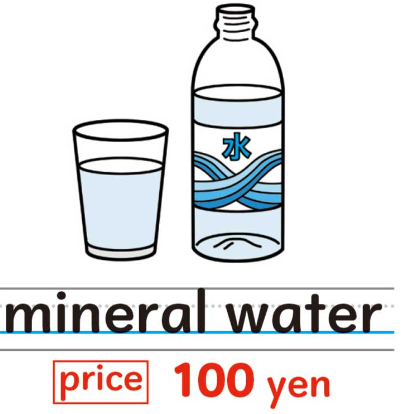 水
mineral water
price 100 yen